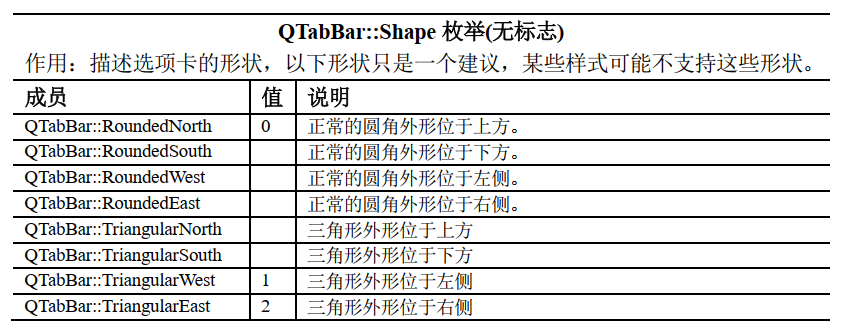 QTabBar::Shape 枚举(无标志)
作用：描述选项卡的形状，以下形状只是一个建议，某些样式可能不支持这些形状。
成员 值 说明
QTabBar::RoundedNorth 0 正常的圆角外形位于上方。
QTabBar::RoundedSouth 正常的圆角外形位于下方。
QTabBar::RoundedWest 正常的圆角外形位于左侧。
QTabBar::RoundedEast 正常的圆角外形位于右侧。
QTabBar::TriangularNorth 三角形外形位于上方
QTabBar::TriangularSouth 三角形外形位于下方
QTabBar::TriangularWest 1 三角形外形位于左侧
QTabBar::TriangularEast 2 三角形外形位于右侧